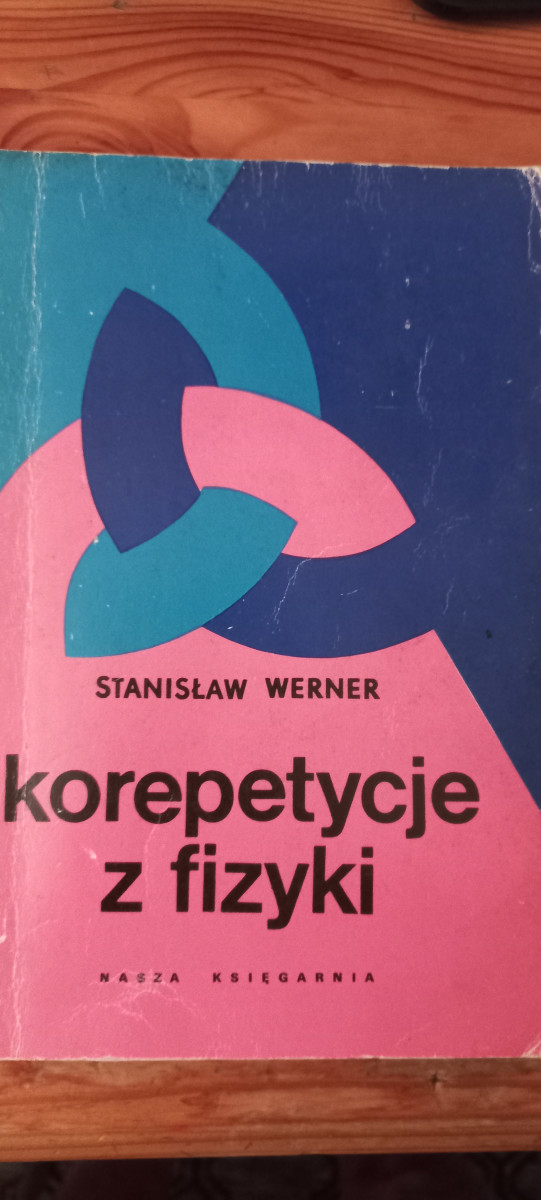 STANISŁAW WERNER
korepetycje
z fizyki
NASZA KSIĘGARNIA